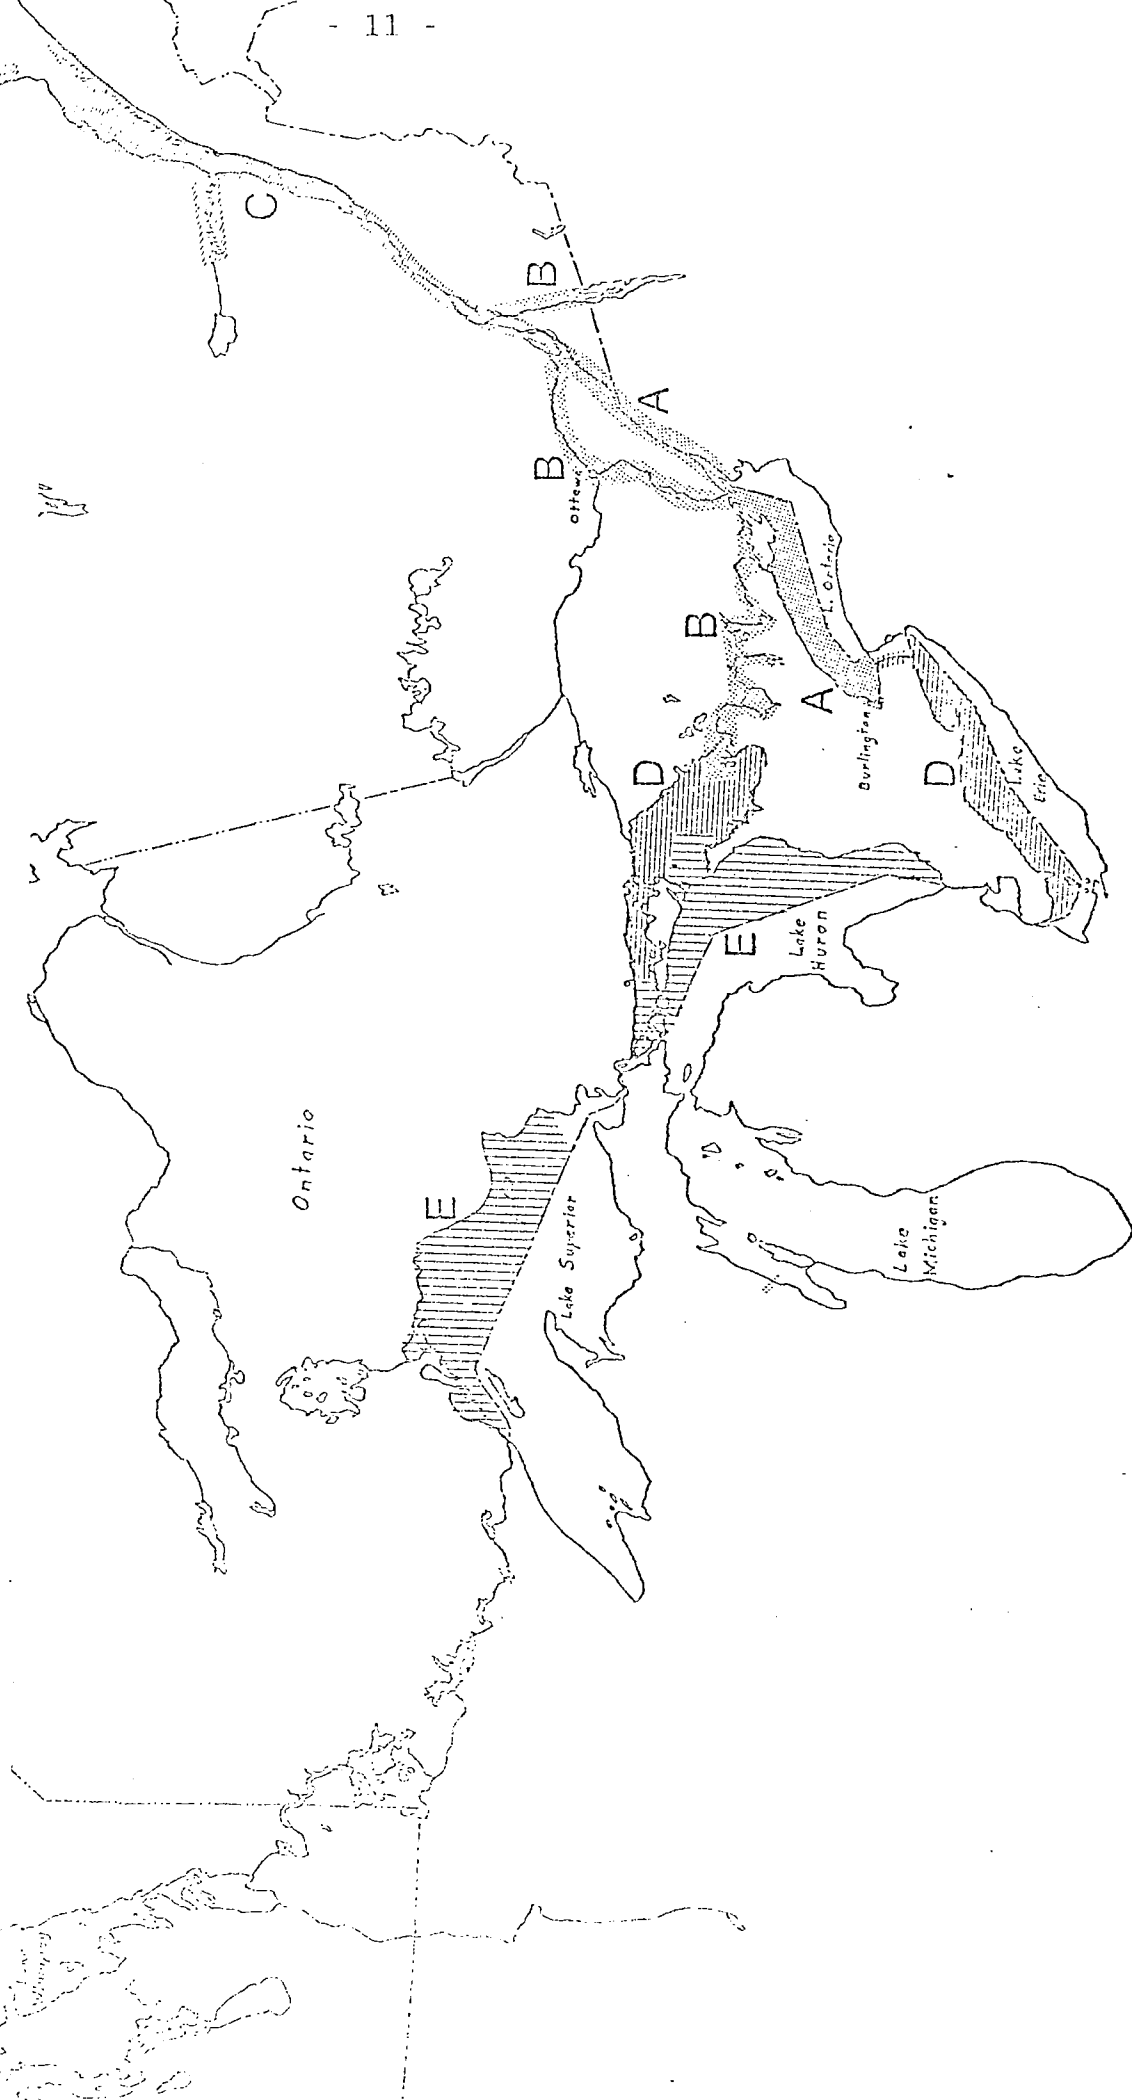 - 11 -
C
B
A
B
Ottawa
B
D
A
L. Ontario
Burlington
D
Lake
Erie
E
Lake
Huron
Ontario
E
Lake Superior
Lake
Michigan